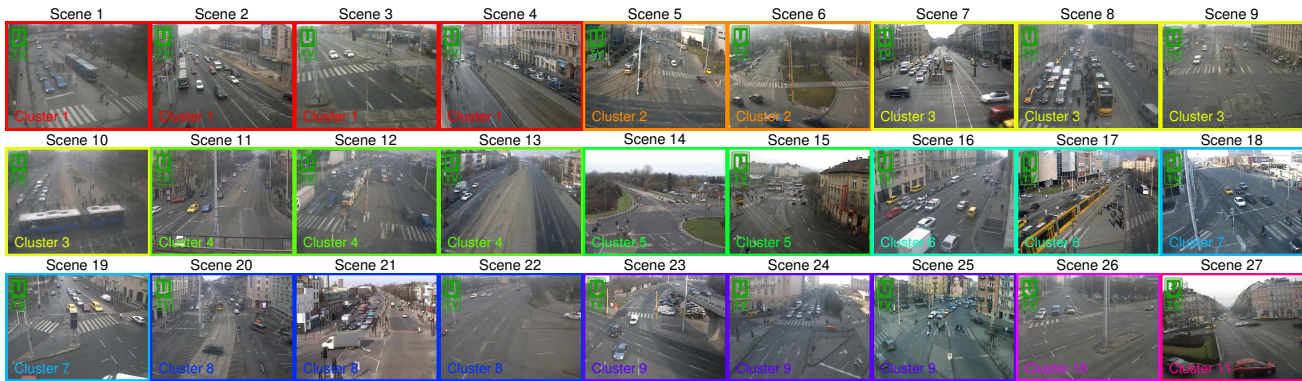 Scene 1 Scene 2 Scene 3 Scene 4 Scene 5 Scene 6 Scene 7 Scene 8 Scene 9
Cluster 1 Cluster 1 Cluster 1 Cluster 1 Cluster 2 Cluster 2 Cluster 3 Cluster 3 Cluster 3
Scene 10 Scene 11 Scene 12 Scene 13 Scene 14 Scene 15 Scene 16 Scene 17 Scene 18
Cluster 3 Cluster 4 Cluster 4 Cluster 4 Cluster 5 Cluster 5 Cluster 6 Cluster 6 Cluster 7
Scene 19 Scene 20 Scene 21 Scene 22 Scene 23 Scene 24 Scene 25 Scene 26 Scene 27
Cluster 7 Cluster 8 Cluster 8 Cluster 8 Cluster 9 Cluster 9 Cluster 9 Cluster 10 Cluster 11